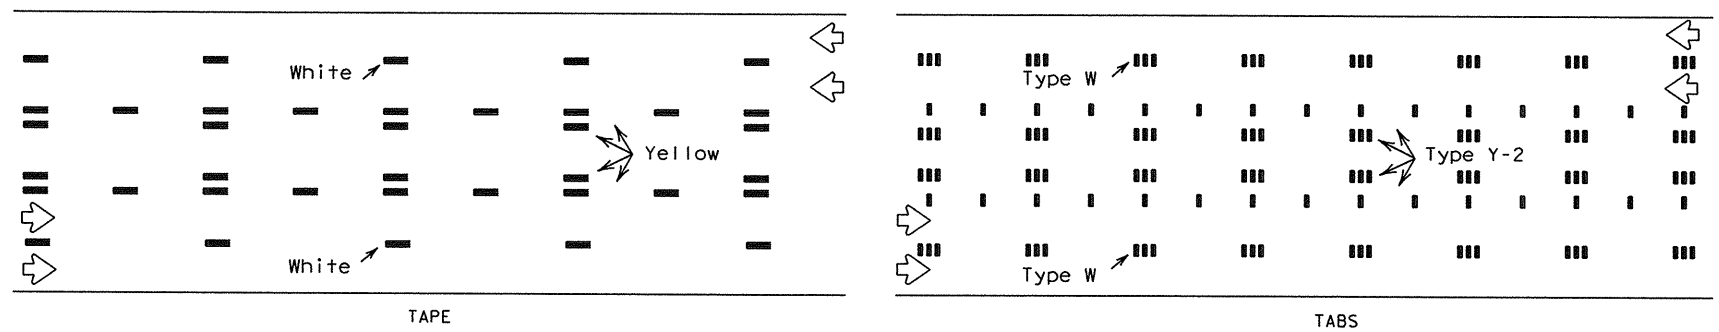 White
Yellow
White
TAPE
Type W
Type Y-2
Type W
TABS